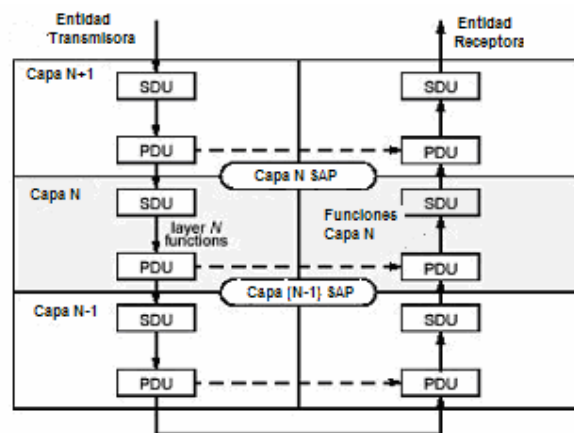 Entidad
Transmisora
Entidad
Receptora
Capa N+1
SDU
SDU
PDU
PDU
Capa N SAP
Capa N
SDU
SDU
layer N
functions
Funciones
Capa N
PDU
PDU
Capa (N-1) SAP
Capa N-1
SDU
SDU
PDU
PDU